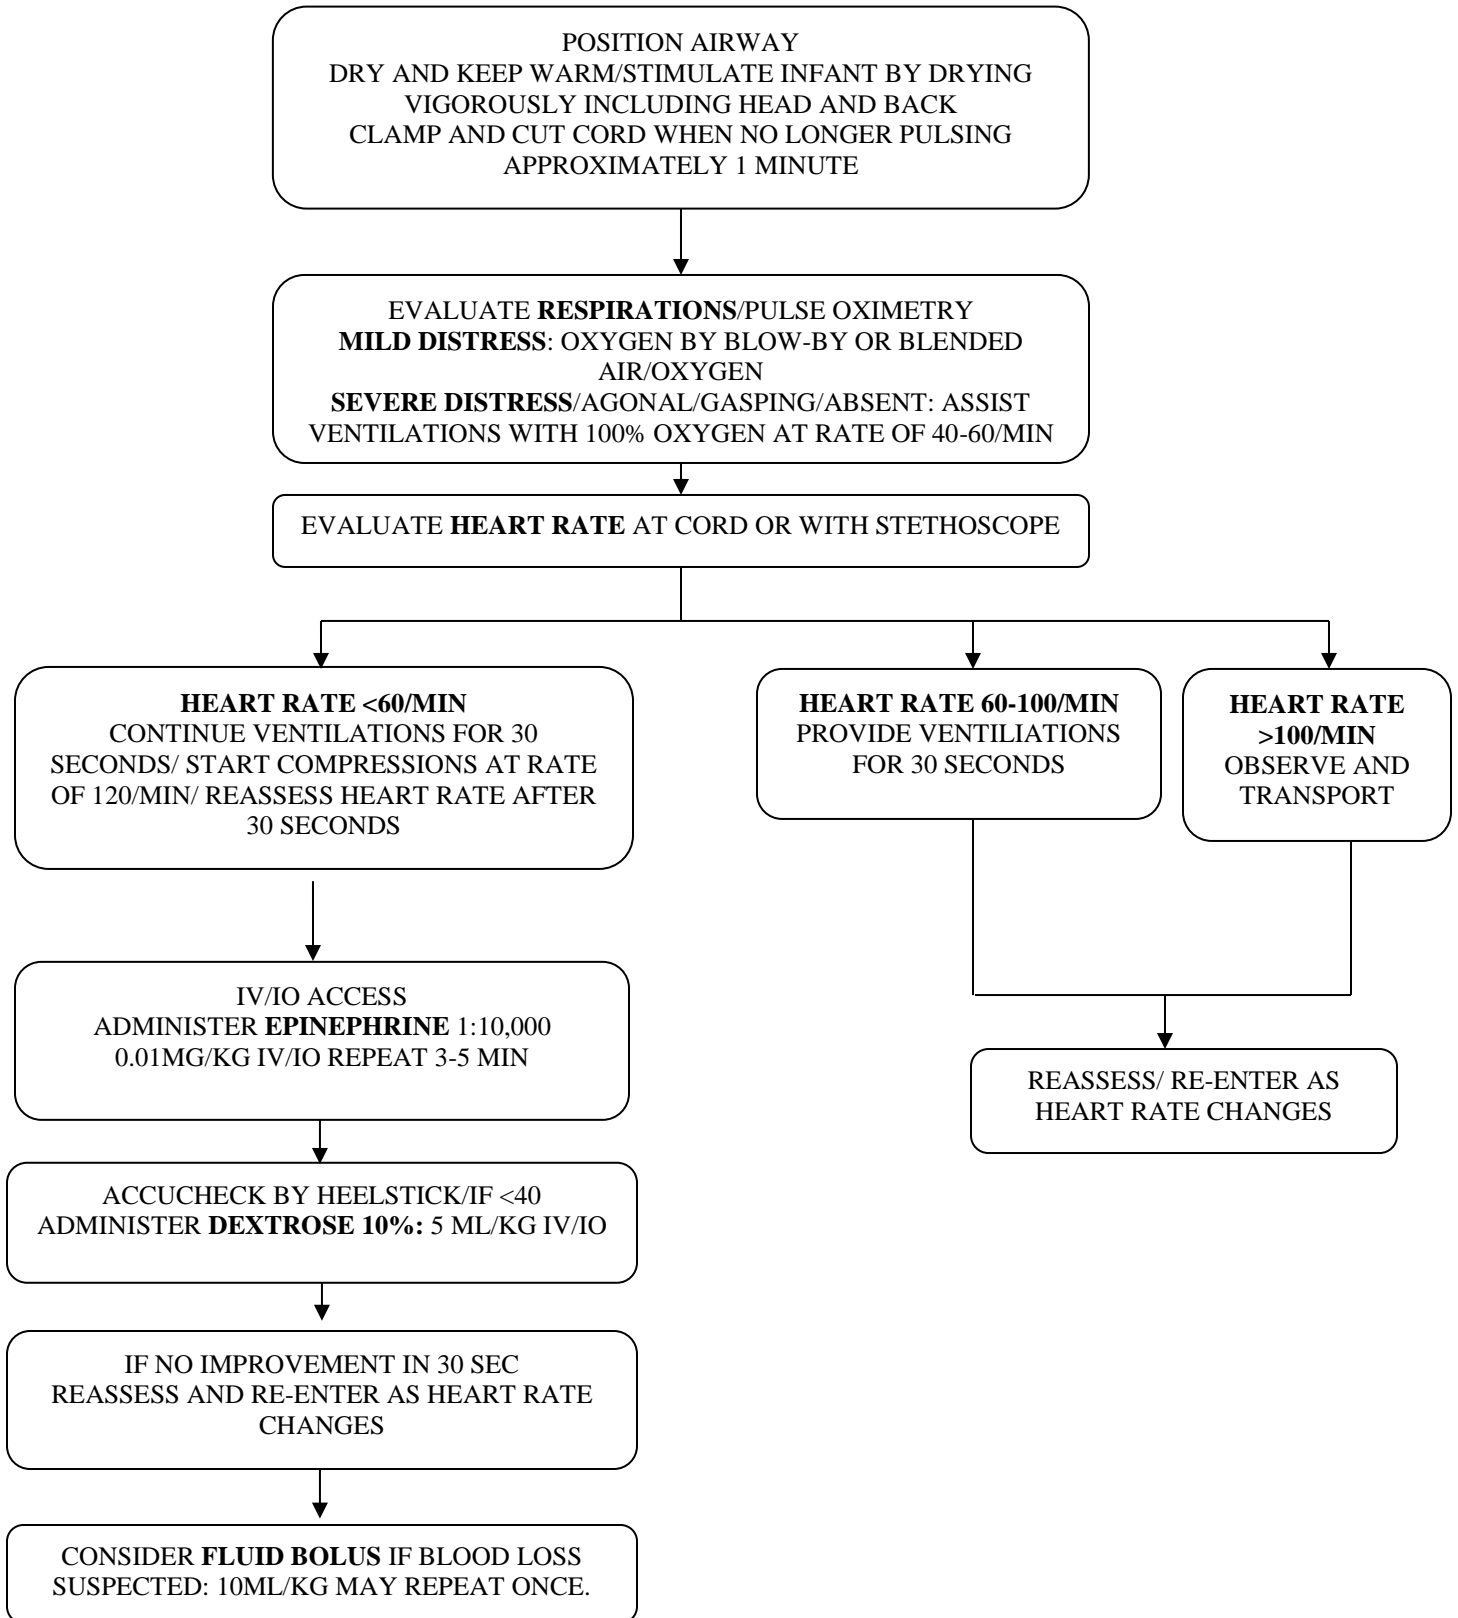 POSITION AIRWAY
DRY AND KEEP WARM/STIMULATE INFANT BY DRYING
VIGOROUSLY INCLUDING HEAD AND BACK
CLAMP AND CUT CORD WHEN NO LONGER PULSING
APPROXIMATELY 1 MINUTE
EVALUATE RESPIRATIONS/PULSE OXIMETRY
MILD DISTRESS: OXYGEN BY BLOW-BY OR BLENDED
AIR/OXYGEN
SEVERE DISTRESS/AGONAL/GASPING/ABSENT: ASSIST
VENTILATIONS WITH 100% OXYGEN AT RATE OF 40-60/MIN
EVALUATE HEART RATE AT CORD OR WITH STETHOSCOPE
HEART RATE <60/MIN
CONTINUE VENTILATIONS FOR 30
SECONDS/ START COMPRESSIONS AT RATE
OF 120/MIN/ REASSESS HEART RATE AFTER
30 SECONDS
HEART RATE 60-100/MIN
PROVIDE VENTILIATIONS
FOR 30 SECONDS
HEART RATE
>100/MIN
OBSERVE AND
TRANSPORT
IV/IO ACCESS
ADMINISTER EPINEPHRINE 1:10,000
0.01MG/KG IV/IO REPEAT 3-5 MIN
REASSESS/ RE-ENTER AS
HEART RATE CHANGES
ACCUCHECK BY HEELSTICK/IF <40
ADMINISTER DEXTROSE 10%: 5 ML/KG IV/IO
IF NO IMPROVEMENT IN 30 SEC
REASSESS AND RE-ENTER AS HEART RATE
CHANGES
CONSIDER FLUID BOLUS IF BLOOD LOSS
SUSPECTED: 10ML/KG MAY REPEAT ONCE.